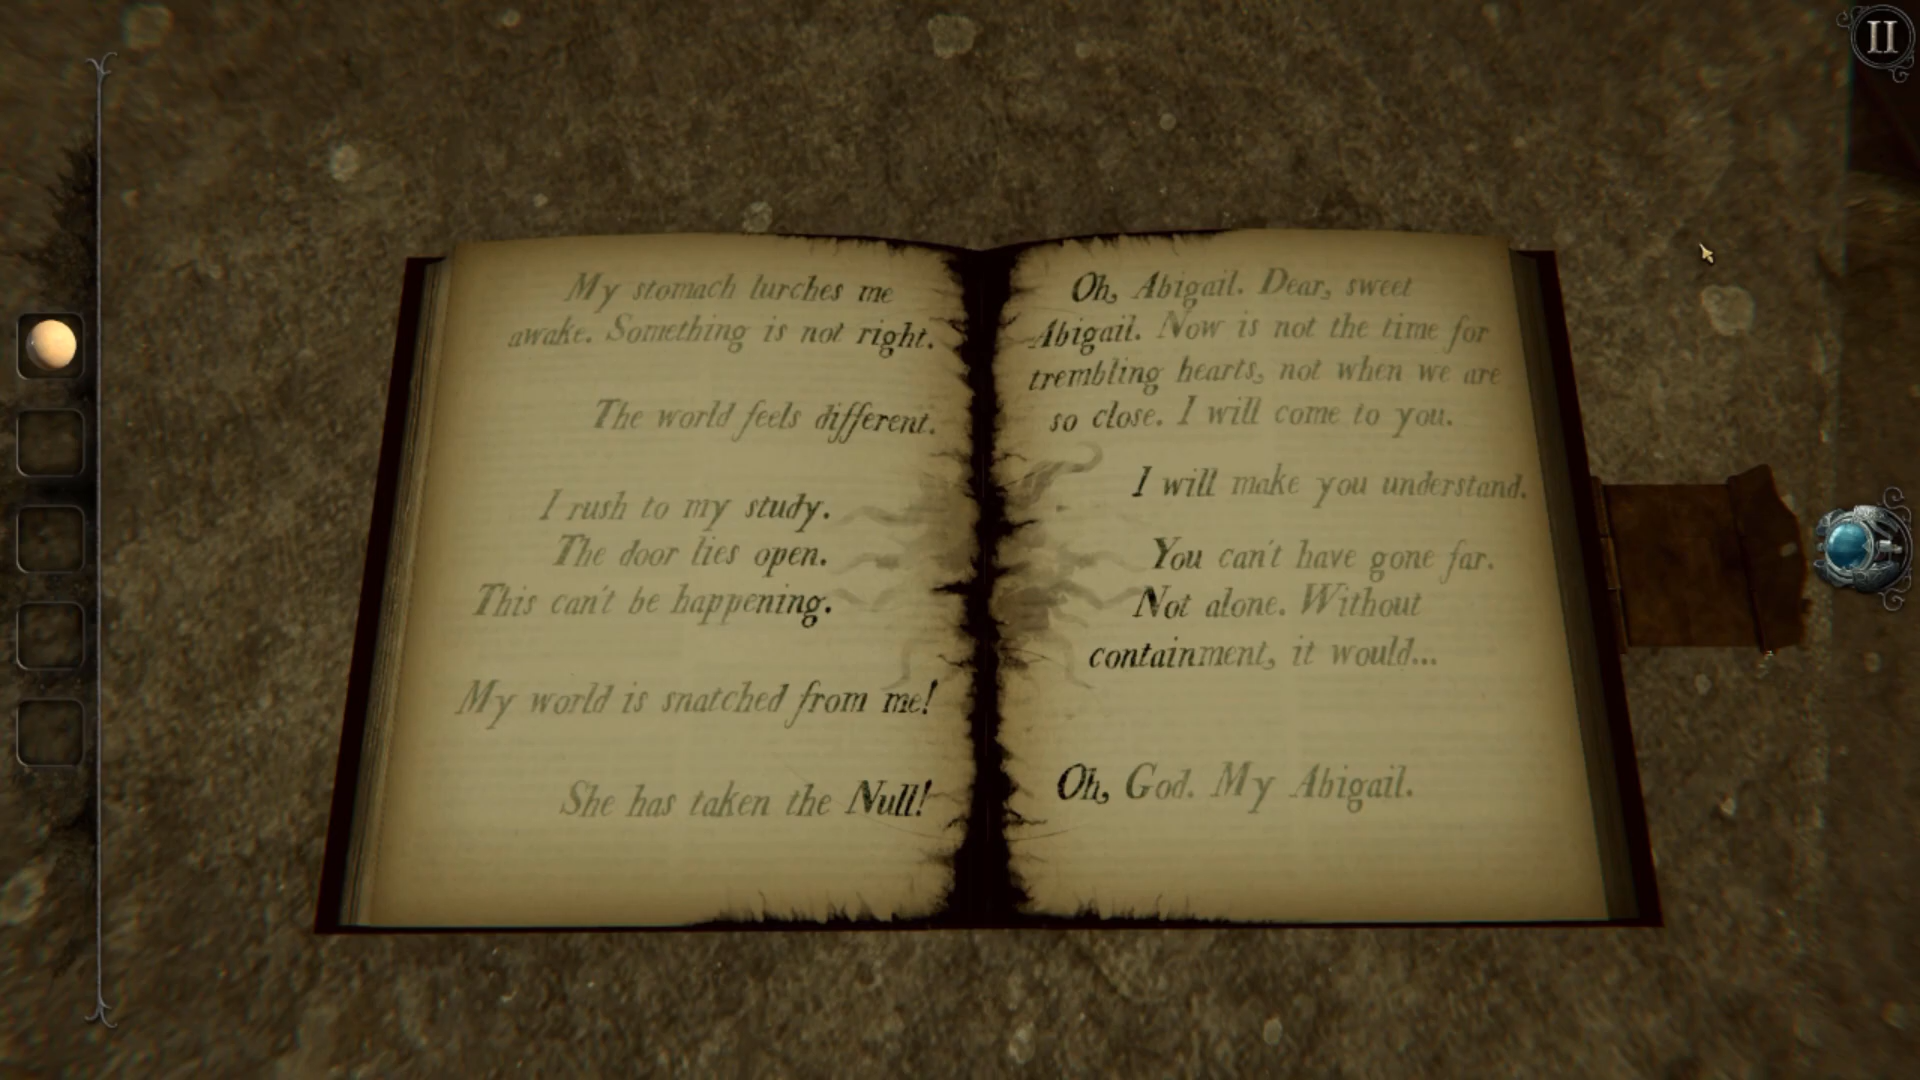 My stomach lurches me
awake. Something is not right.
The world feels different.
I rush to my study.
The door lies open.
This can't be happening.
My world is snatched from me!
She has taken the Null!
Oh, Abigail. Dear, sweet
Abigail. Now is not the time for
trembling hearts, not when we are
so close. I will come to you.
I will make you understand.
You can't have gone far.
Not alone. Without
containment, it would...
Oh, God. My Abigail.